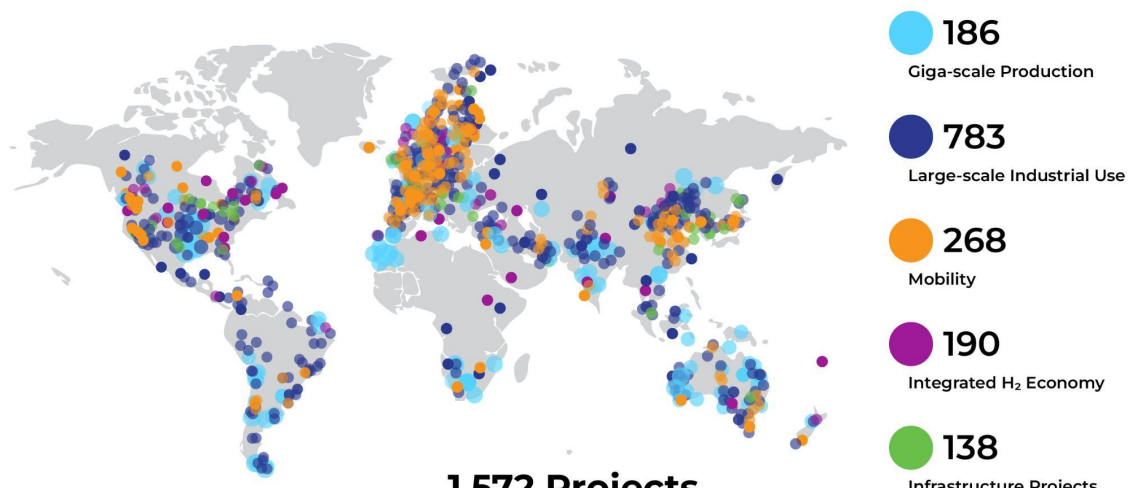 186
Giga-scale Production
783
Large-scale Industrial Use
268
Mobility
190
Integrated H₂ Economy
138
Infrastructure Projects
1,572 Projects